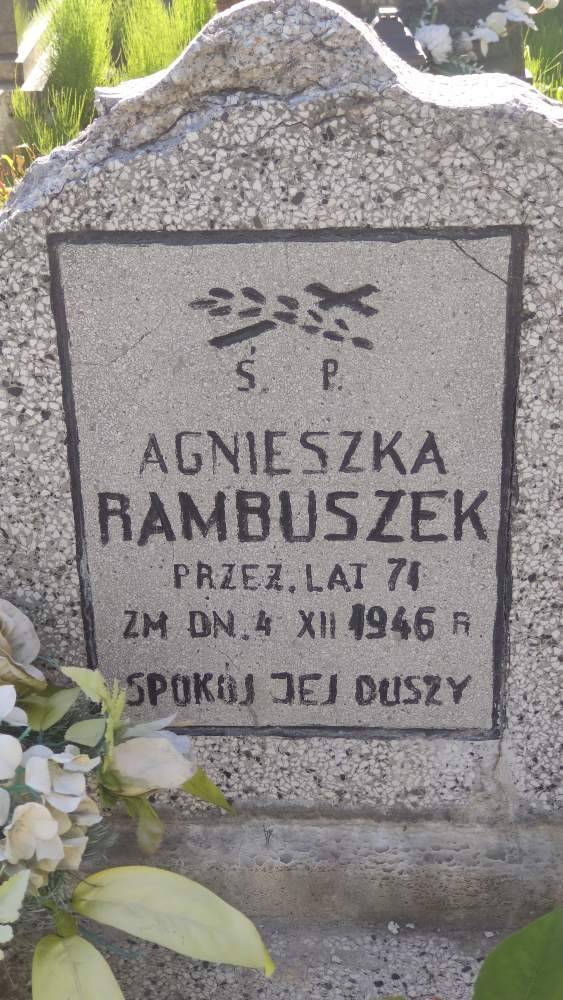 Ś. P.
AGNIESZKA
RAMBUSZEK
PRZEŻ. LAT 71
ZM DN. 4 XII 1946 R.
SPOKÓJ JEJ DUSZY